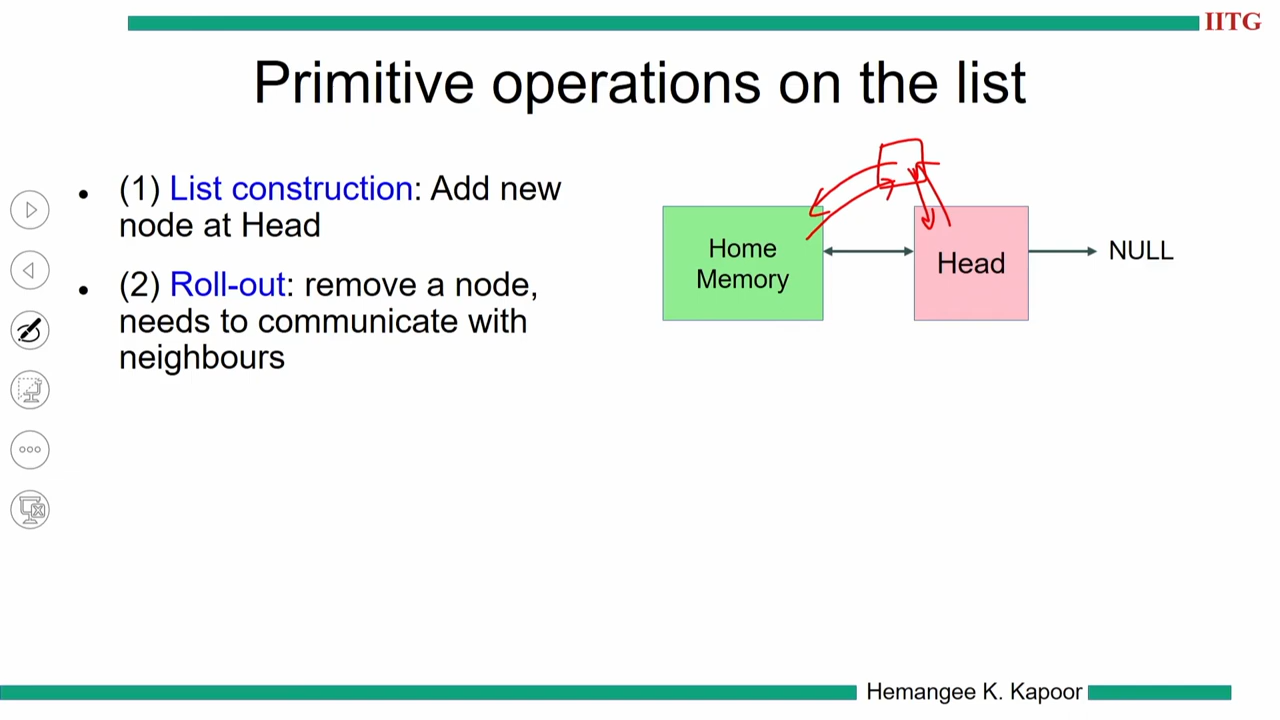 IITG
Primitive operations on the list
• (1) List construction: Add new
node at Head
• (2) Roll-out: remove a node,
needs to communicate with
neighbours
Home
Memory
Head
NULL
Hemangee K. Kapoor